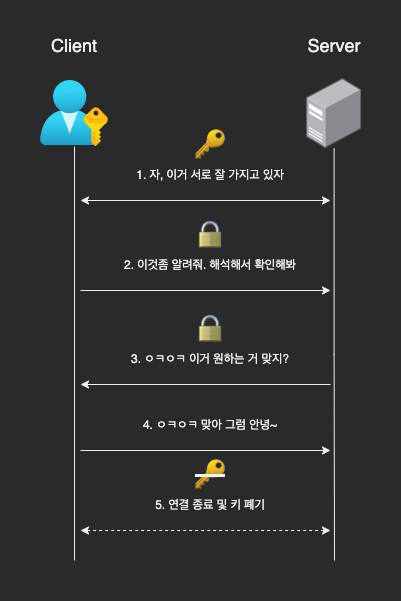 Client Server
1. 자, 이거 서로 잘 가지고 있자
2. 이것좀 알려줘. 해석해서 확인해봐
3. ㅇㅋㅇㅋ 이거 원하는 거 맞지?
4. ㅇㅋㅇㅋ 맞아 그럼 안녕~
5. 연결 종료 및 키 폐기